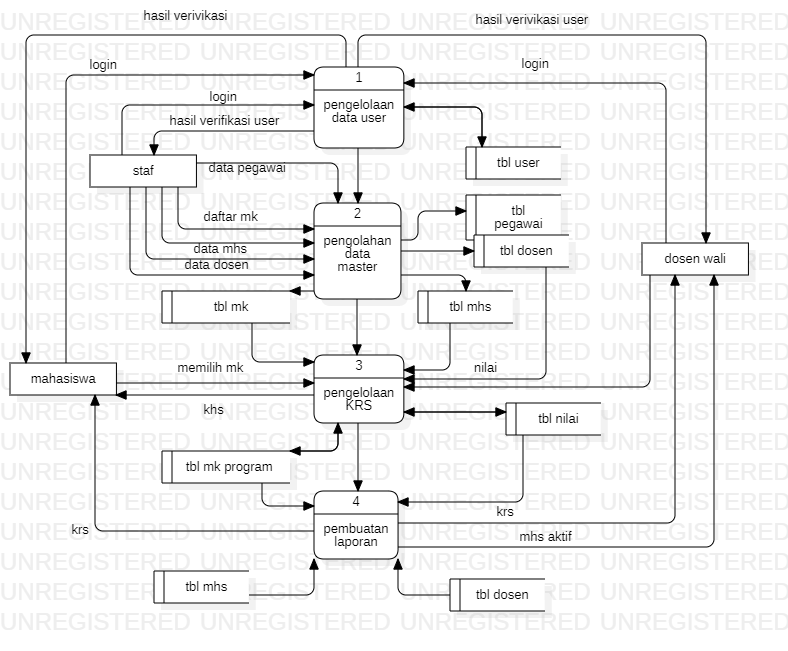 hasil verivikasi
hasil verivikasi user
login
login
1
pengelolaan
data user
login
hasil verifikasi user
tbl user
staf
data pegawai
2
pengolahan
data
master
daftar mk
data mhs
data dosen
tbl
pegawai
tbl dosen
dosen wali
tbl mk
tbl mhs
3
pengelolaan
KRS
mahasiswa
memilih mk
nilai
khs
tbl nilai
tbl mk program
4
pembuatan
laporan
krs
krs
mhs aktif
tbl mhs
tbl dosen
UNREGISTERED